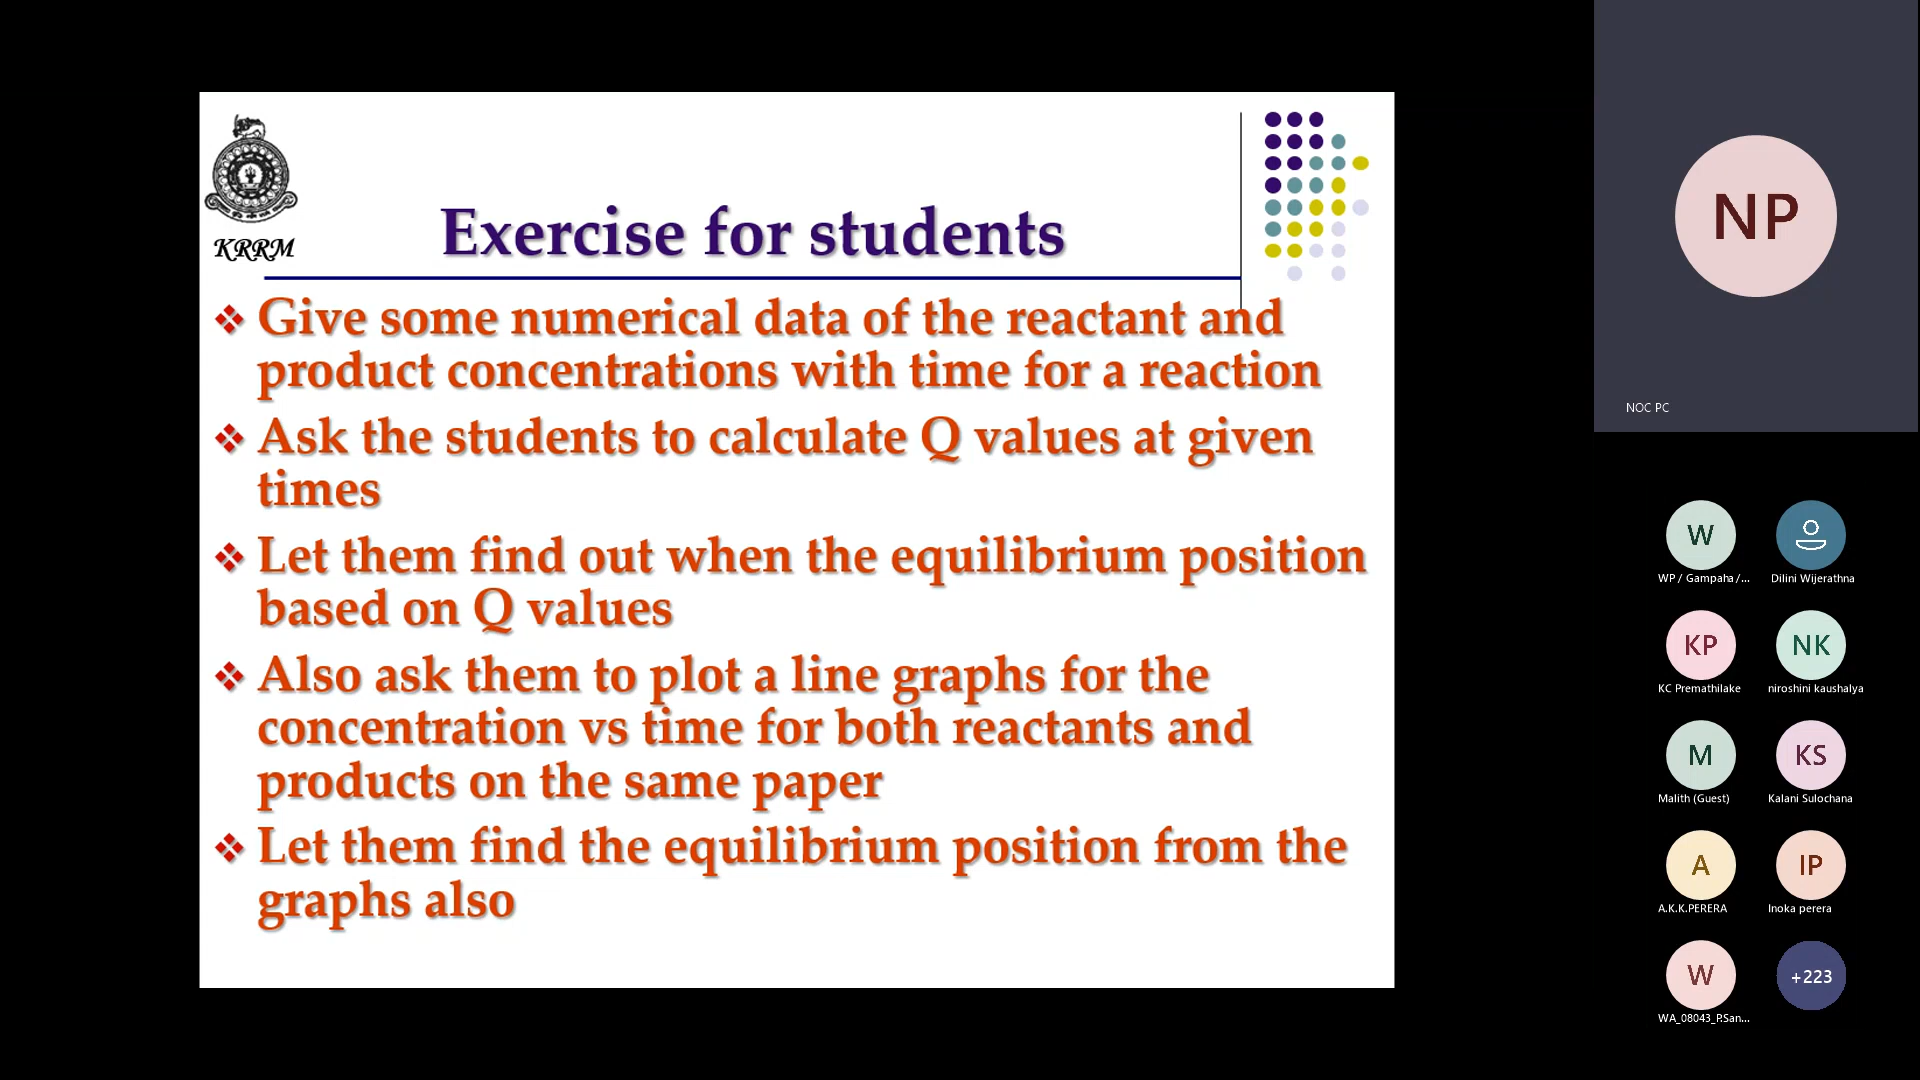 KRRM
Exercise for students
Give some numerical data of the reactant and
product concentrations with time for a reaction
Ask the students to calculate Q values at given
times
Let them find out when the equilibrium position
based on Q values
Also ask them to plot a line graphs for the
concentration vs time for both reactants and
products on the same paper
Let them find the equilibrium position from the
graphs also
NP
NOC PC
W
WP / Gampaha /...
Dilini Wijerathna
KP
NK
KC Premathilake
niroshini kaushalya
M
KS
Malith (Guest)
Kalani Sulochana
A
IP
A.K.K.PERERA
Inoka perera
W
+223
WA_08043_P.San...